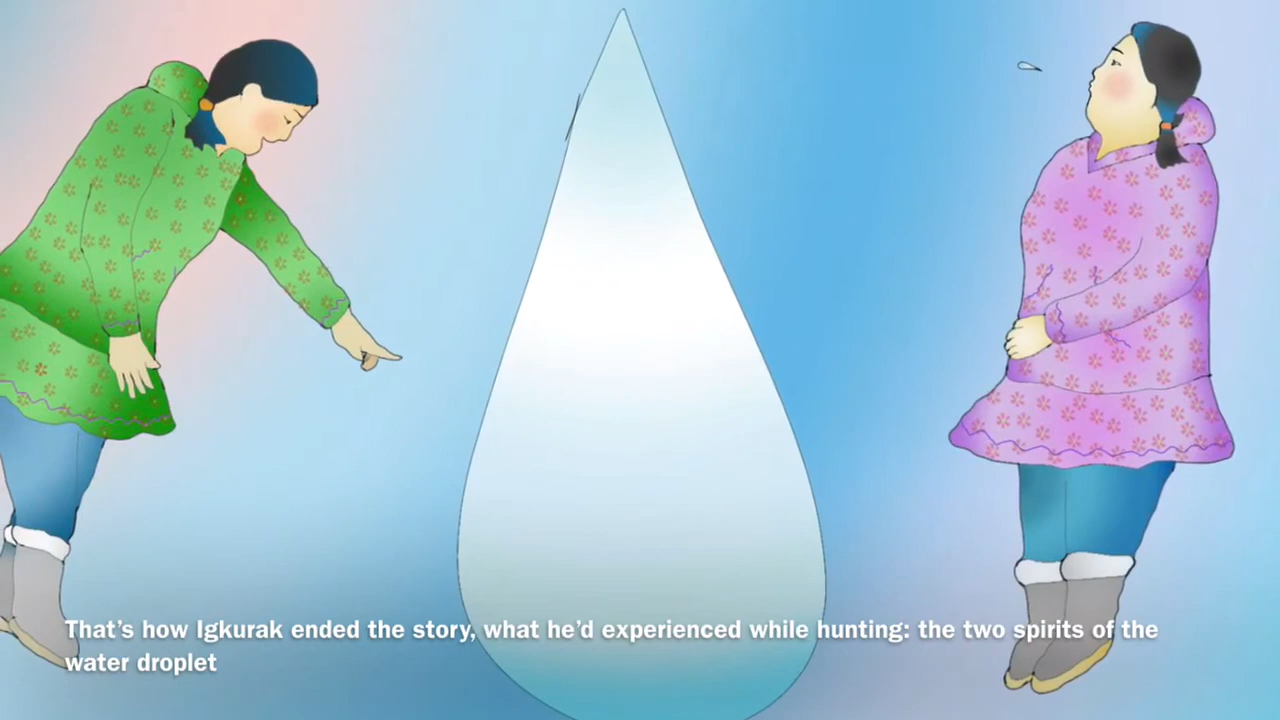 That’s how Igkurak ended the story, what he’d experienced while hunting: the two spirits of the
water droplet